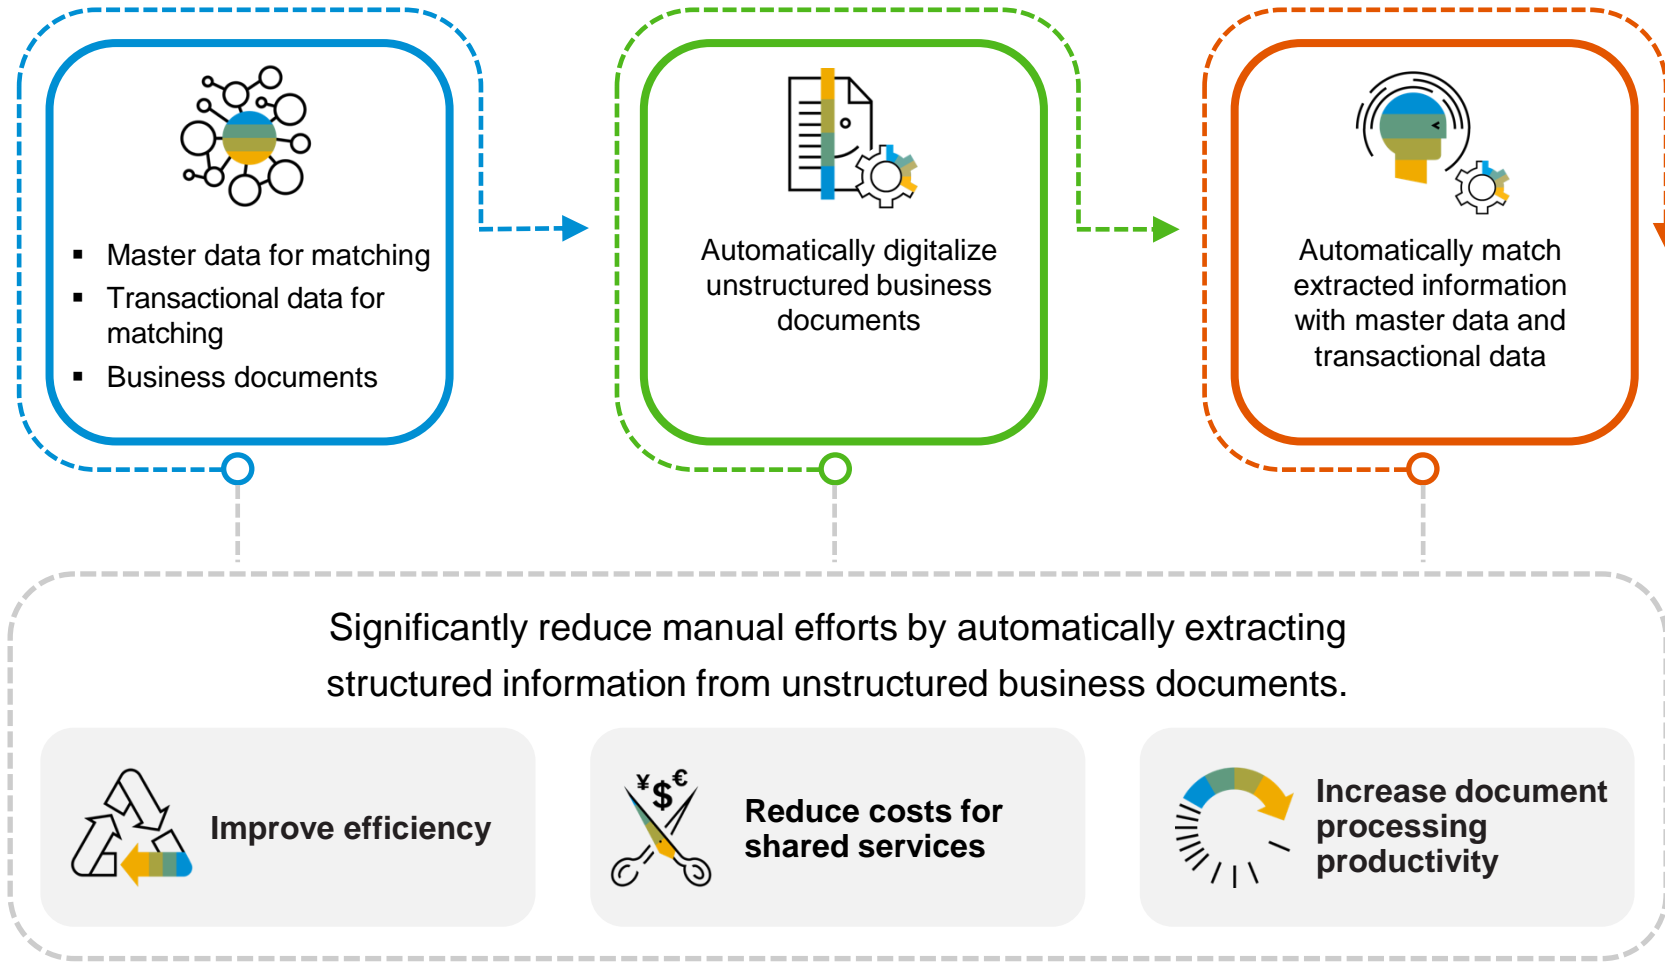 ▪ Master data for matching
▪ Transactional data for
matching
▪ Business documents
Automatically digitalize
unstructured business
documents
Automatically match
extracted information
with master data and
transactional data
Significantly reduce manual efforts by automatically extracting
structured information from unstructured business documents.
Improve efficiency
¥$€
Reduce costs for
shared services
Increase document
processing
productivity